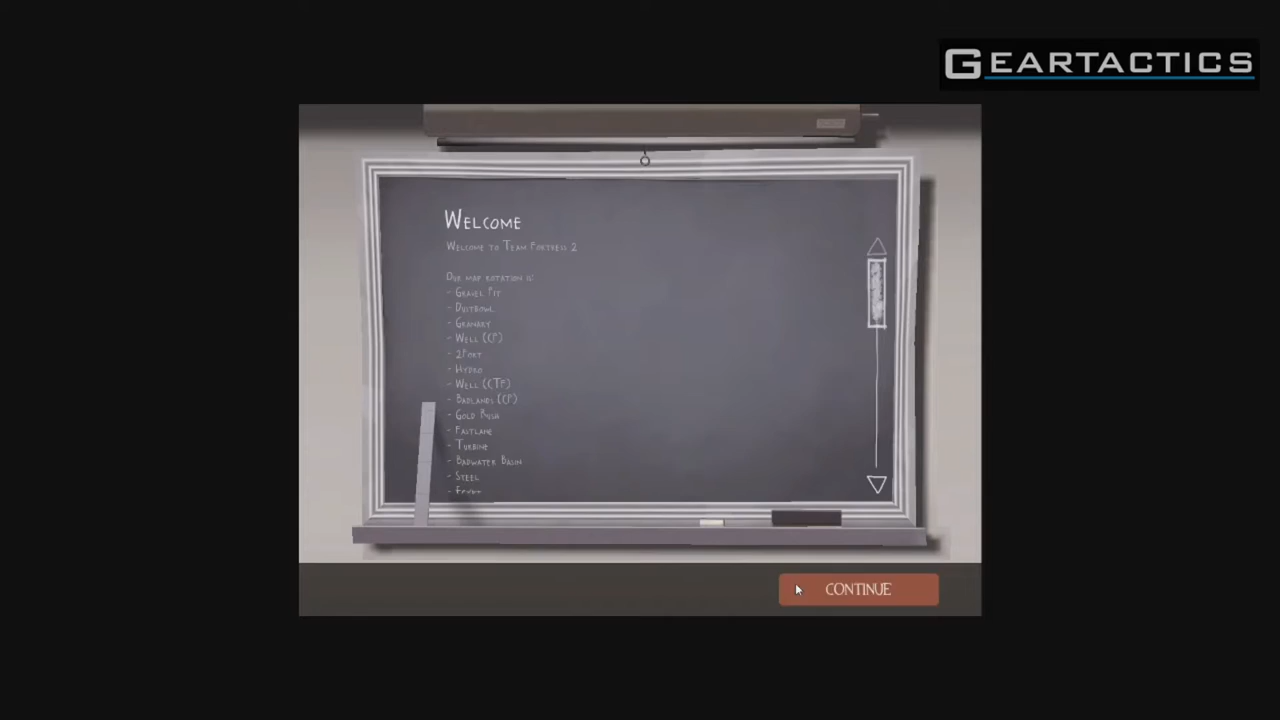 GEARTACTICS
WELCOME
WELCOME TO TEAM FORTRESS 2
OUR MAP ROTATION IS:
- GRAVEL PIT
- DUSTBOWL
- GRANARY
- WELL (CP)
- 2FORT
- HYDRO
- WELL (CTF)
- BADLANDS (CP)
- GOLD RUSH
- FASTLANE
- TURBINE
- BADWATER BASIN
- STEEL
- EGYPT
CONTINUE